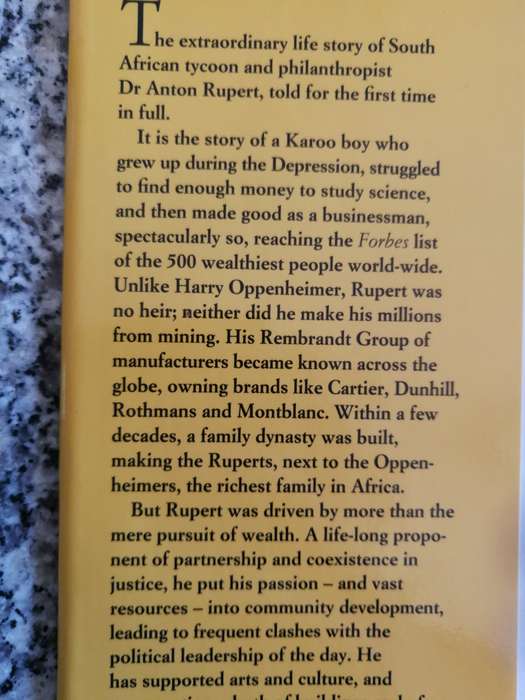 The extraordinary life story of South
African tycoon and philanthropist
Dr Anton Rupert, told for the first time
in full.
It is the story of a Karoo boy who
grew up during the Depression, struggled
to find enough money to study science,
and then made good as a businessman,
spectacularly so, reaching the Forbes list
of the 500 wealthiest people world-wide.
Unlike Harry Oppenheimer, Rupert was
no heir; neither did he make his millions
from mining. His Rembrandt Group of
manufacturers became known across the
globe, owning brands like Cartier, Dunhill,
Rothmans and Montblanc. Within a few
decades, a family dynasty was built,
making the Ruperts, next to the Oppen-
heimers, the richest family in Africa.
But Rupert was driven by more than the
mere pursuit of wealth. A life-long propo-
nent of partnership and coexistence in
justice, he put his passion – and vast
resources – into community development,
leading to frequent clashes with the
political leadership of the day. He
has supported arts and culture, and